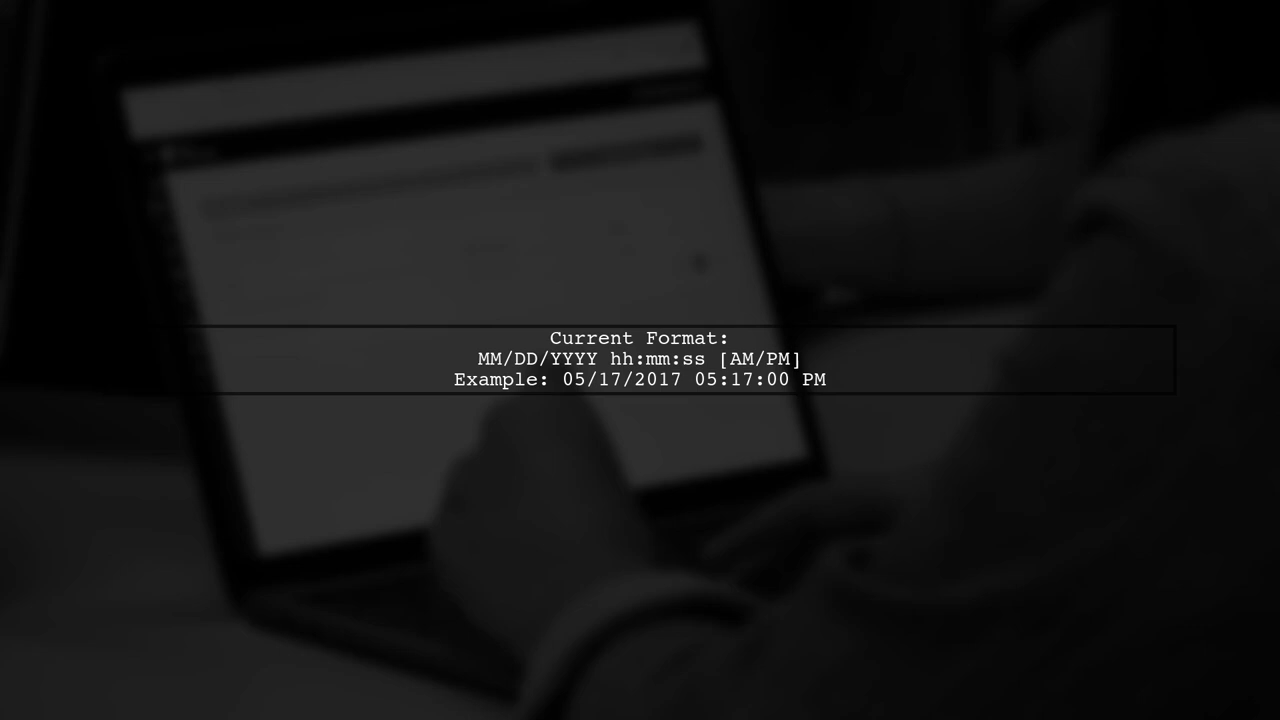 Current Format:
MM/DD/YYYY hh:mm:ss [AM/PM]
Example: 05/17/2017 05:17:00 PM